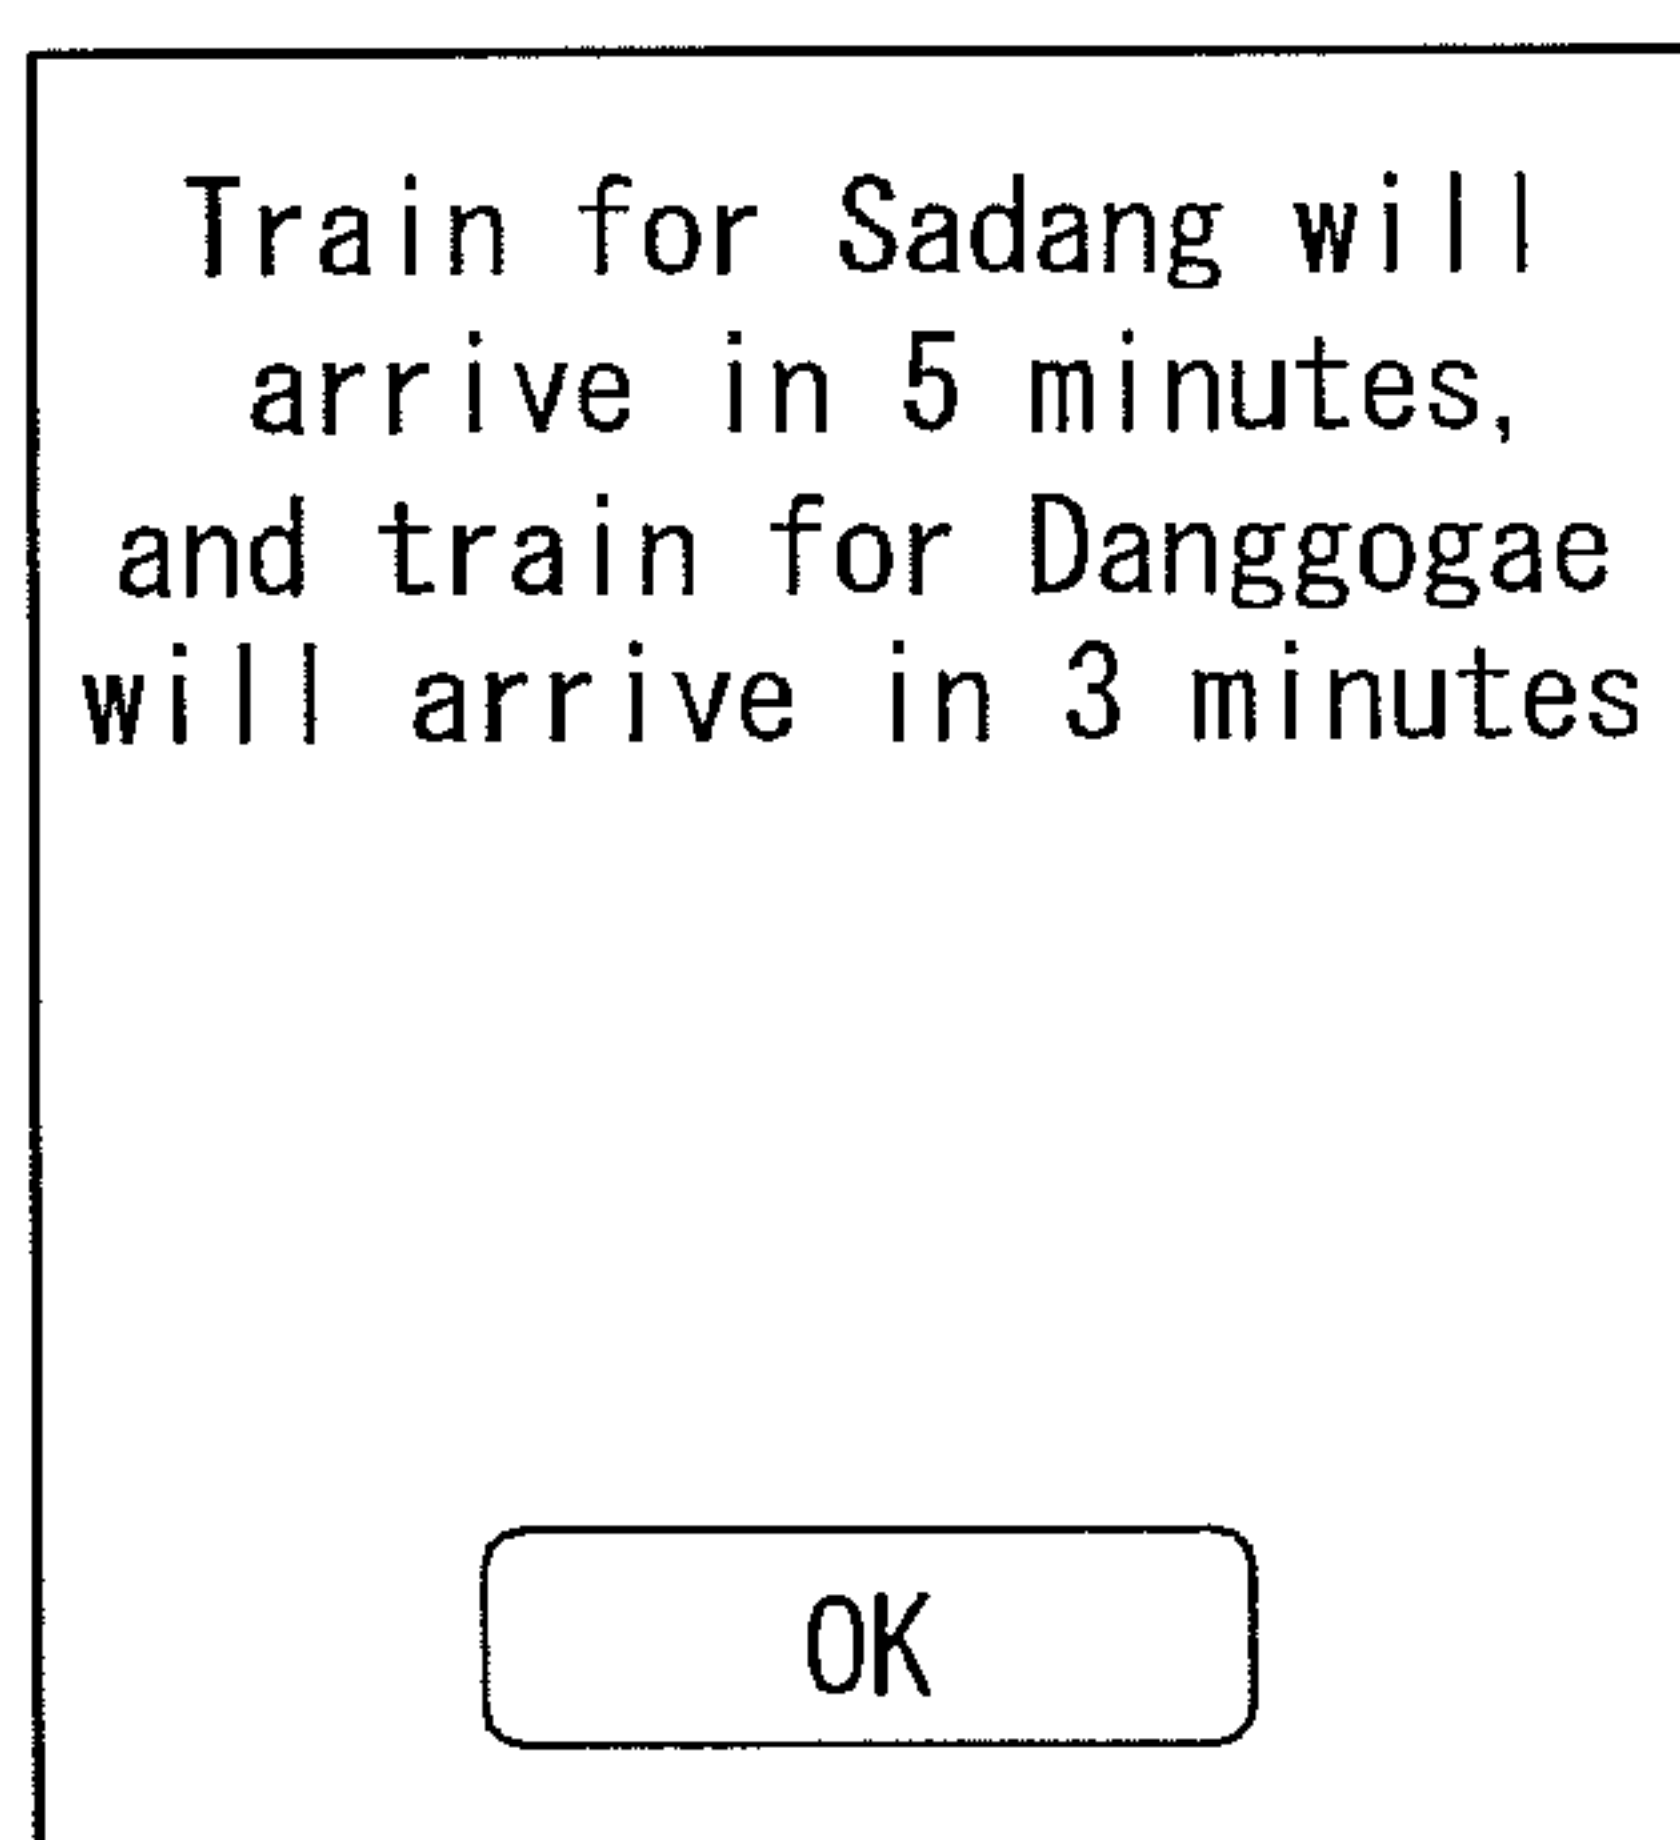 Train for Sadang will
arrive in 5 minutes,
and train for Danggogae
will arrive in 3 minutes
OK